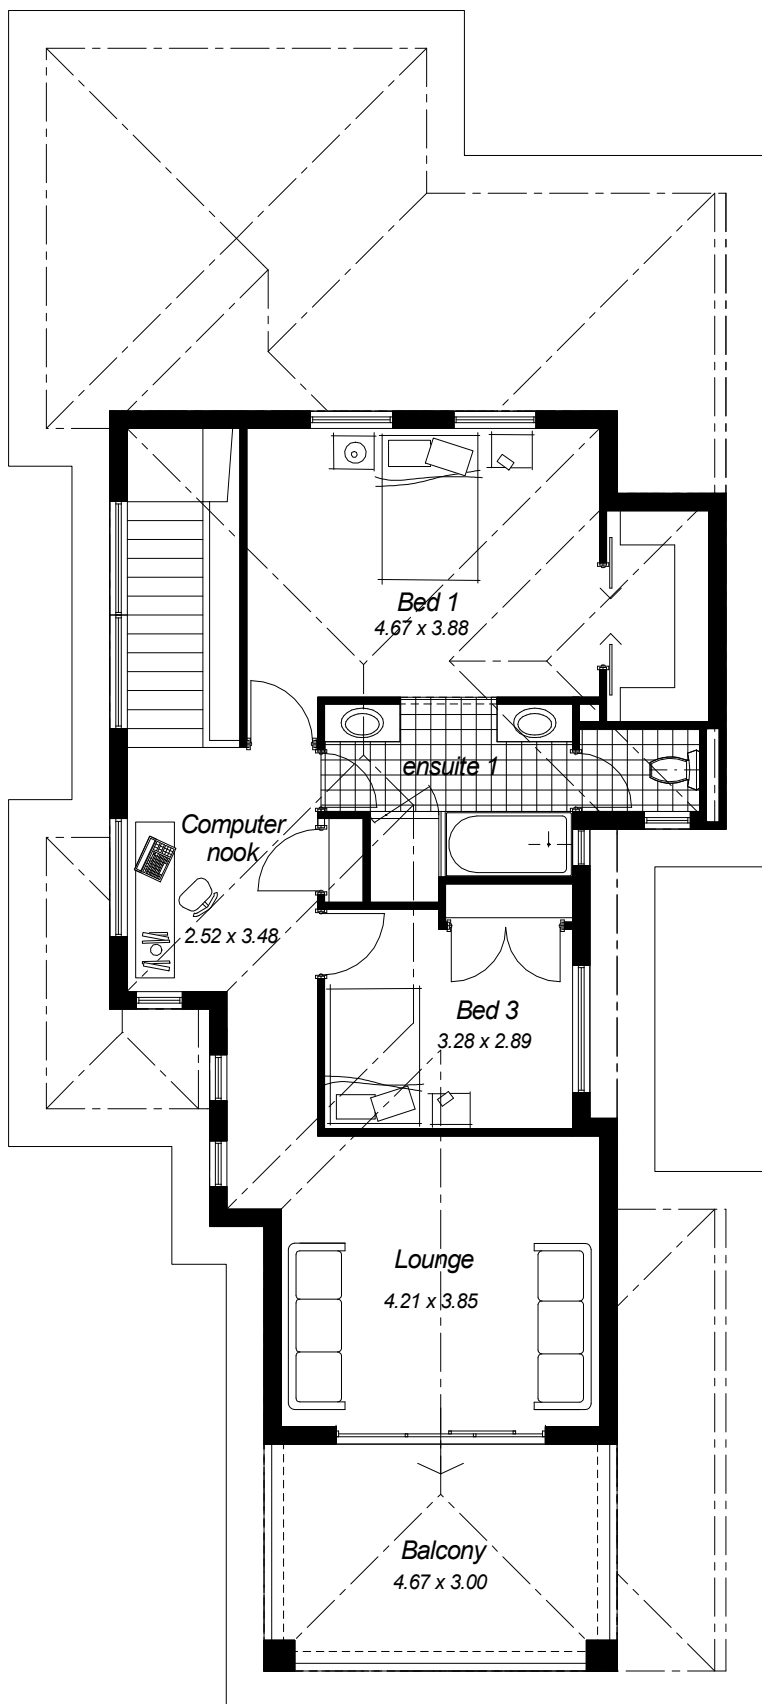 Bed 1
4.67 x 3.88
ensuite 1
Computer
nook
2.52 x 3.48
Bed 3
3.28 x 2.89
Lounge
4.21 x 3.85
Balcony
4.67 x 3.00